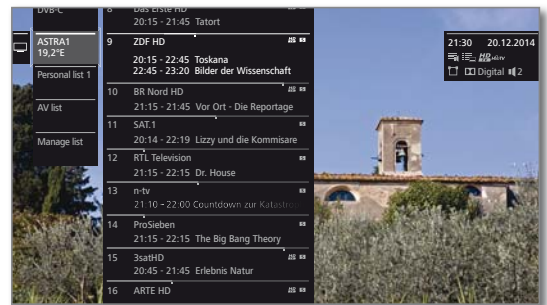 DVB-C
ASTRA1
19,2°E
Personal list 1
AV list
Manage list
8 Das Erste HD
20:15 - 21:45 Tatort
9 ZDF HD
20:15 - 22:45 Toskana
22:45 - 23:20 Bilder der Wissenschaft
10 BR Nord HD
21:15 - 21:45 Vor Ort - Die Reportage
11 SAT.1
20:14 - 22:19 Lizzy und die Kommisare
12 RTL Television
21:15 - 22:15 Dr. House
13 n-tv
21:10 - 22:00 Countdown zur Katastro
14 ProSieben
21:15 - 22:15 The Big Bang Theory
15 3satHD
20:45 - 21:45 Erlebnis Natur
16 ARTE HD
21:30 20.12.2014
Digital 2